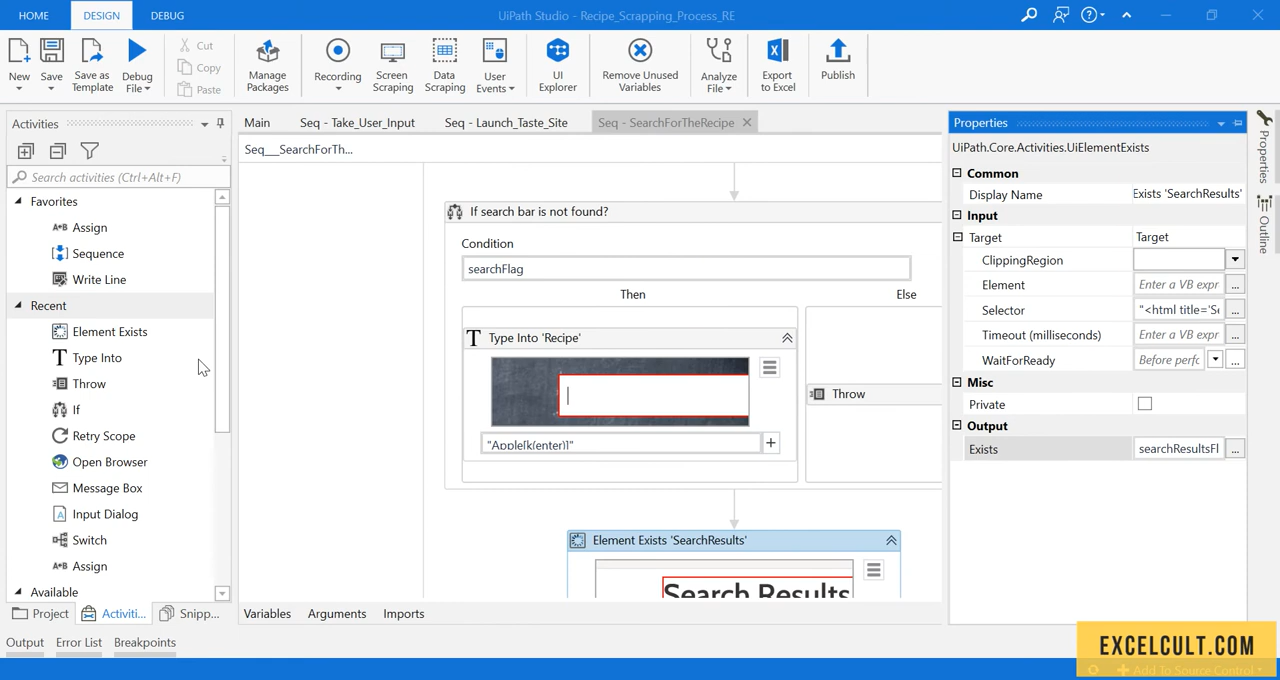 HOME DESIGN DEBUG UiPath Studio - Recipe_Scrapping_Process_RE
New Save Save as Template Debug File Cut Copy Paste Manage Packages Recording Screen Scraping Data Scraping User Events UI Explorer Remove Unused Variables Analyze File Export to Excel Publish
Activities
Search activities (Ctrl+Alt+F)
Favorites
Assign
Sequence
Write Line
Recent
Element Exists
Type Into
Throw
If
Retry Scope
Open Browser
Message Box
Input Dialog
Switch
Assign
Available
Project Activiti... Snipp...
Main Seq - Take_User_Input Seq - Launch_Taste_Site Seq - SearchForTheRecipe
Seq__SearchForTh...
If search bar is not found?
Condition
searchFlag
Then Else
Type Into 'Recipe'
"Apple[k(enter)]"
Throw
Element Exists 'SearchResults'
Search Results
Variables Arguments Imports
Properties
UiPath.Core.Activities.UiElementExists
Common
Display Name Exists 'SearchResults'
Input
Target Target
ClippingRegion
Element Enter a VB expr ...
Selector "<html title='Se ...
Timeout (milliseconds) Enter a VB expr ...
WaitForReady Before perfo ...
Misc
Private
Output
Exists searchResultsFl ...
Properties
Outline
Output Error List Breakpoints
EXCELCULT.COM
Add To Source Control